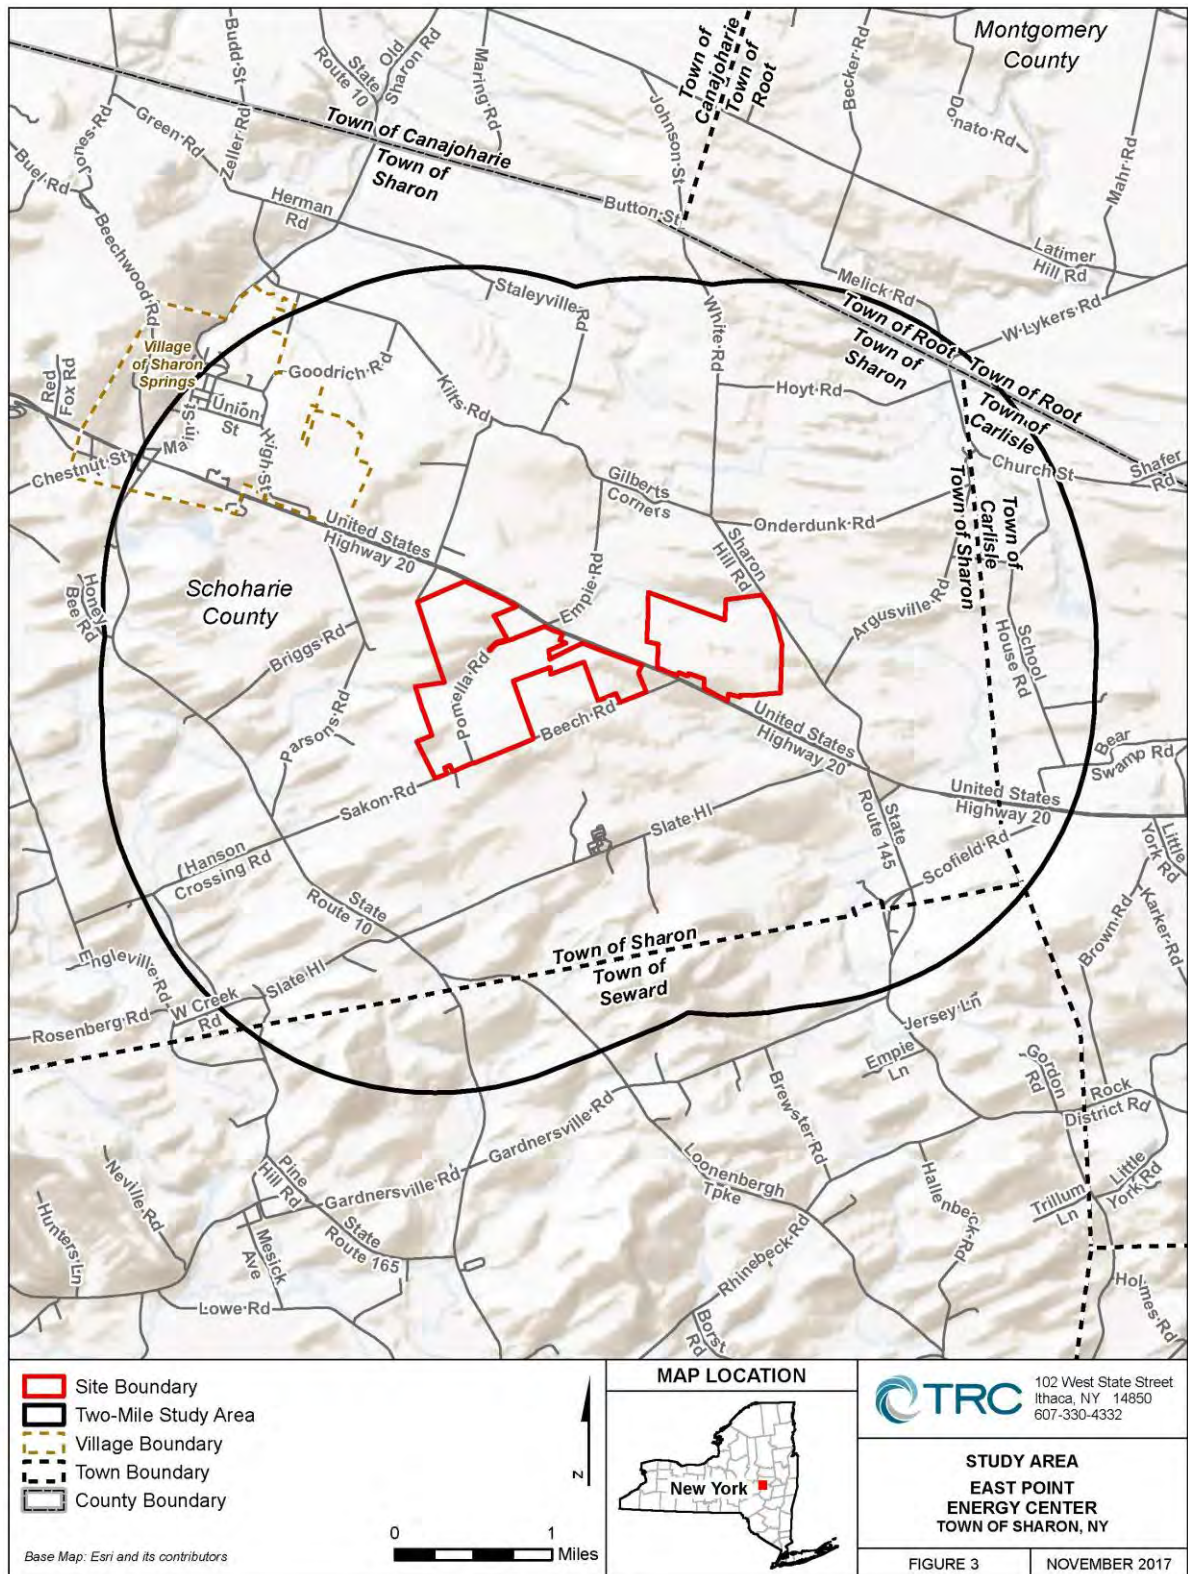 Montgomery
County
Town of
Canajoharie
Town of
Root
Budd St
State
Route 10
Old
Sharon Rd
Maring Rd
Johnson St
Becker Rd
Donato Rd
Mahr Rd
Jones Rd
Green Rd
Zeller Rd
Buel Rd
Town of Canajoharie
Town of
Sharon
Herman
Rd
Button St
Latimer
Hill Rd
Beechwood Rd
Melick Rd
Staleyville Rd
White Rd
Town of Root
Town of
Sharon
W Lykers Rd
Village
of Sharon
Springs
Red
Fox Rd
Goodrich Rd
Kilts Rd
Hoyt Rd
Town of Root
Town of
Carlisle
Union
St
Main St
High St
Chestnut St
Church St
Shafer
Rd
Gilberts
Corners
Onderdunk Rd
Town of
Carlisle
Town of Sharon
United States
Highway 20
Sharon
Hill Rd
Schoharie
County
Honey
Bee Rd
Empie Rd
Argusville Rd
School
House Rd
Briggs Rd
Pomella Rd
Parsons Rd
Beech Rd
United States
Highway 20
Bear
Swamp Rd
Sakon Rd
United States
Highway 20
Slate Hl
State
Route 145
Scofield Rd
Little
York Rd
Hanson
Crossing Rd
State
Route 10
Karker Rd
Brown Rd
Town of Sharon
Town of
Seward
Engleville Rd
Slate Hl
W Creek
Rd
Rosenberg Rd
Jersey Ln
Empie
Ln
Gordon
Rd
Rock
District Rd
Brewster Rd
Gardnersville Rd
Loonenbergh
Tpke
Hallenbeck Rd
Little
York Rd
Trillum
Ln
Neville Rd
Pine
Hill Rd
Gardnersville Rd
Hunters Ln
Mesick
Ave
State
Route 165
Rhinebeck Rd
Lowe Rd
Borst
Rd
Holmes Rd
Site Boundary
Two-Mile Study Area
Village Boundary
Town Boundary
County Boundary
Base Map: Esri and its contributors
N
0 1
Miles
MAP LOCATION
New York
TRC
102 West State Street
Ithaca, NY 14850
607-330-4332
STUDY AREA
EAST POINT
ENERGY CENTER
TOWN OF SHARON, NY
FIGURE 3
NOVEMBER 2017